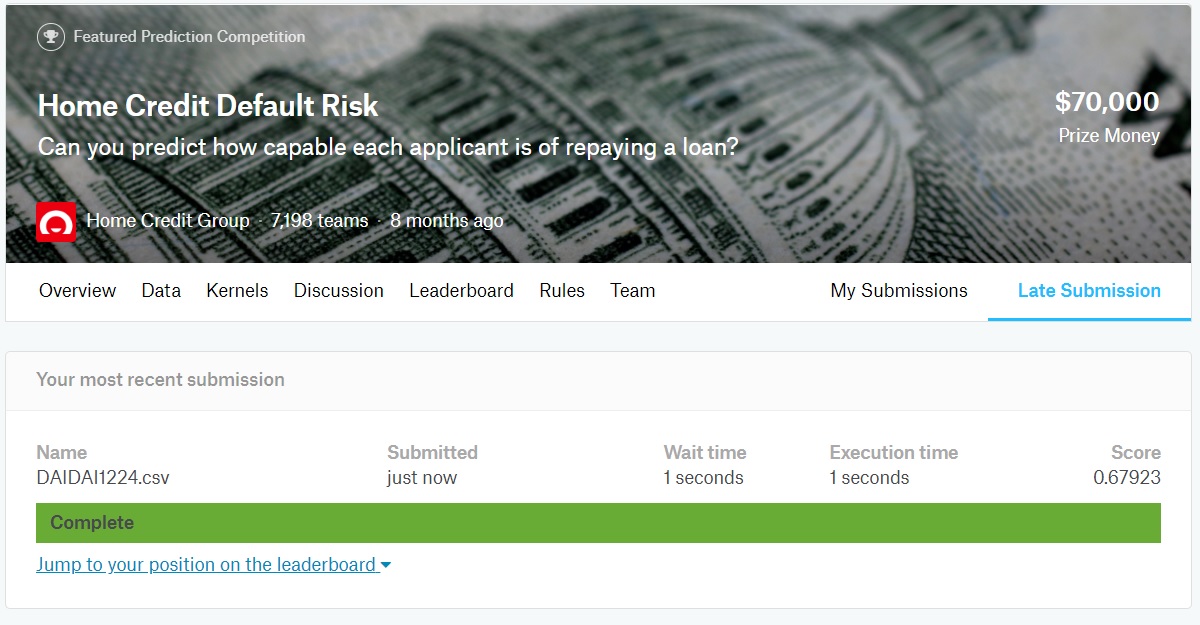 Featured Prediction Competition
Home Credit Default Risk
Can you predict how capable each applicant is of repaying a loan?
$70,000
Prize Money
Home Credit Group · 7,198 teams · 8 months ago
Overview Data Kernels Discussion Leaderboard Rules Team My Submissions Late Submission
Your most recent submission
Name Submitted Wait time Execution time Score
DAIDAI1224.csv just now 1 seconds 1 seconds 0.67923
Complete
Jump to your position on the leaderboard